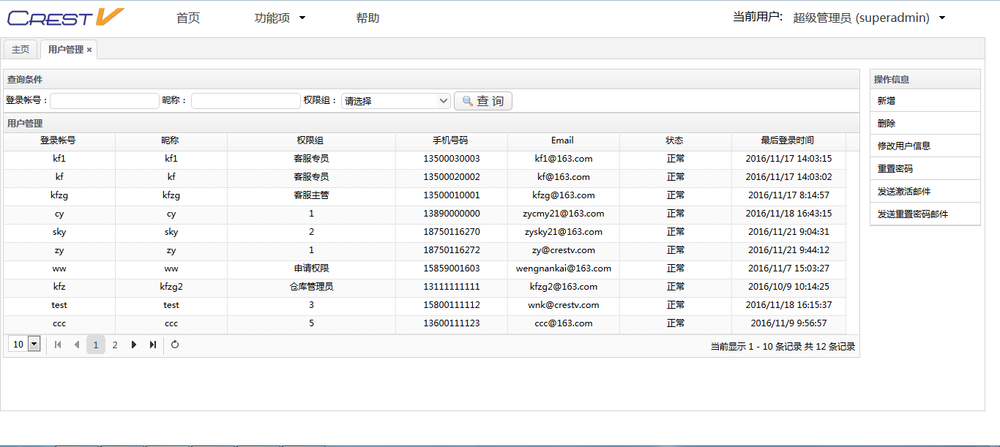 CRESTV 首页 功能项 帮助 当前用户: 超级管理员 (superadmin)
主页 用户管理 ×
查询条件
登录帐号： 昵称： 权限组： 请选择 查 询
用户管理
登录帐号 昵称 权限组 手机号码 Email 状态 最后登录时间
kf1 kf1 客服专员 13500030003 kf1@163.com 正常 2016/11/17 14:03:15
kf kf 客服专员 13500020002 kf@163.com 正常 2016/11/17 14:03:02
kfzg kfzg 客服主管 13500010001 kfzg@163.com 正常 2016/11/17 8:14:57
cy cy 1 13890000000 zycmy21@163.com 正常 2016/11/18 16:43:15
sky sky 2 18750116270 zysky21@163.com 正常 2016/11/21 9:04:31
zy zy 1 18750116272 zy@crestv.com 正常 2016/11/21 9:44:12
ww ww 申请权限 15859001603 wengnankai@163.com 正常 2016/11/7 15:03:27
kfz kfzg2 仓库管理员 13111111111 kfzg2@163.com 正常 2016/10/9 10:14:25
test test 3 15800111112 wnk@crestv.com 正常 2016/11/18 16:15:37
ccc ccc 5 13600111123 ccc@163.com 正常 2016/11/9 9:56:57
10 1 2 当前显示 1 - 10 条记录 共 12 条记录
操作信息
新增
删除
修改用户信息
重置密码
发送激活邮件
发送重置密码邮件